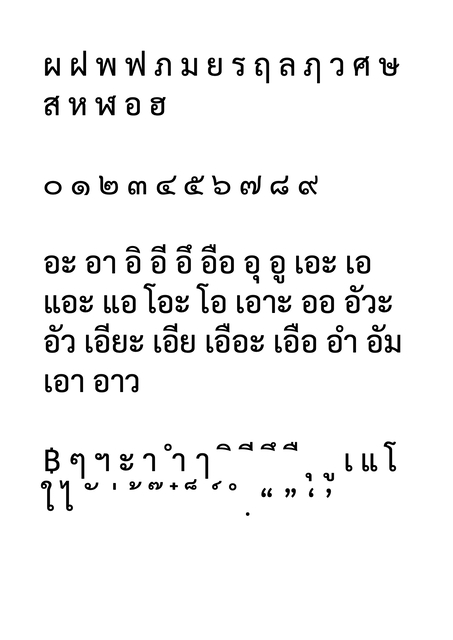 ผ ฝ พ ฟ ภ ม ย ร ฤ ล ฦ ว ศ ษ
ส ห ฬ อ ฮ
๐ ๑ ๒ ๓ ๔ ๕ ๖ ๗ ๘ ๙
อะ อา อิ อี อึ อือ อุ อู เอะ เอ
แอะ แอ โอะ โอ เอาะ ออ อัวะ
อัว เอียะ เอีย เอือะ เอือ อำ อัม
เอา อาว
฿ ๆ ฯ ะ า ำ ๅ ิ ี ึ ื ุ ู เ แ โ
ใ ไ ั ่ ้ ๊ ๋ ็ ์ ํ ฺ “ ” ‘ ’